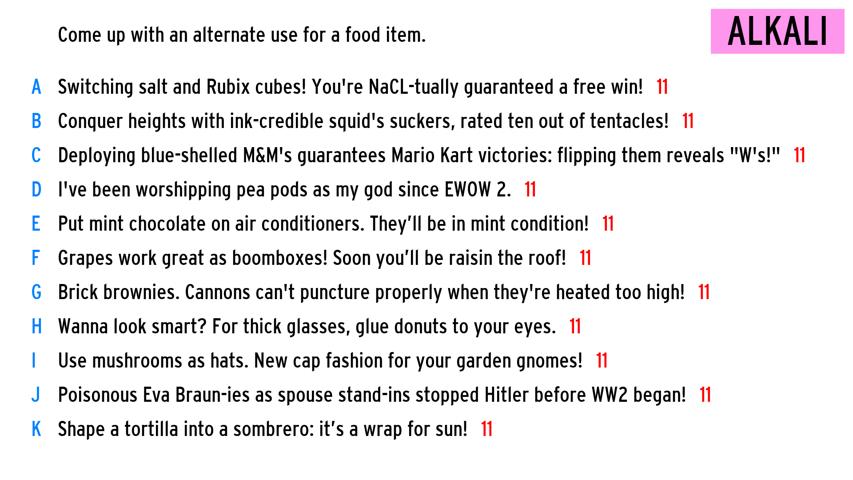 Come up with an alternate use for a food item.
ALKALI
A Switching salt and Rubix cubes! You're NaCL-tually guaranteed a free win! 11
B Conquer heights with ink-credible squid's suckers, rated ten out of tentacles! 11
C Deploying blue-shelled M&M's guarantees Mario Kart victories: flipping them reveals "W's!" 11
D I've been worshipping pea pods as my god since EWOW 2. 11
E Put mint chocolate on air conditioners. They’ll be in mint condition! 11
F Grapes work great as boomboxes! Soon you’ll be raisin the roof! 11
G Brick brownies. Cannons can't puncture properly when they're heated too high! 11
H Wanna look smart? For thick glasses, glue donuts to your eyes. 11
I Use mushrooms as hats. New cap fashion for your garden gnomes! 11
J Poisonous Eva Braun-ies as spouse stand-ins stopped Hitler before WW2 began! 11
K Shape a tortilla into a sombrero: it’s a wrap for sun! 11